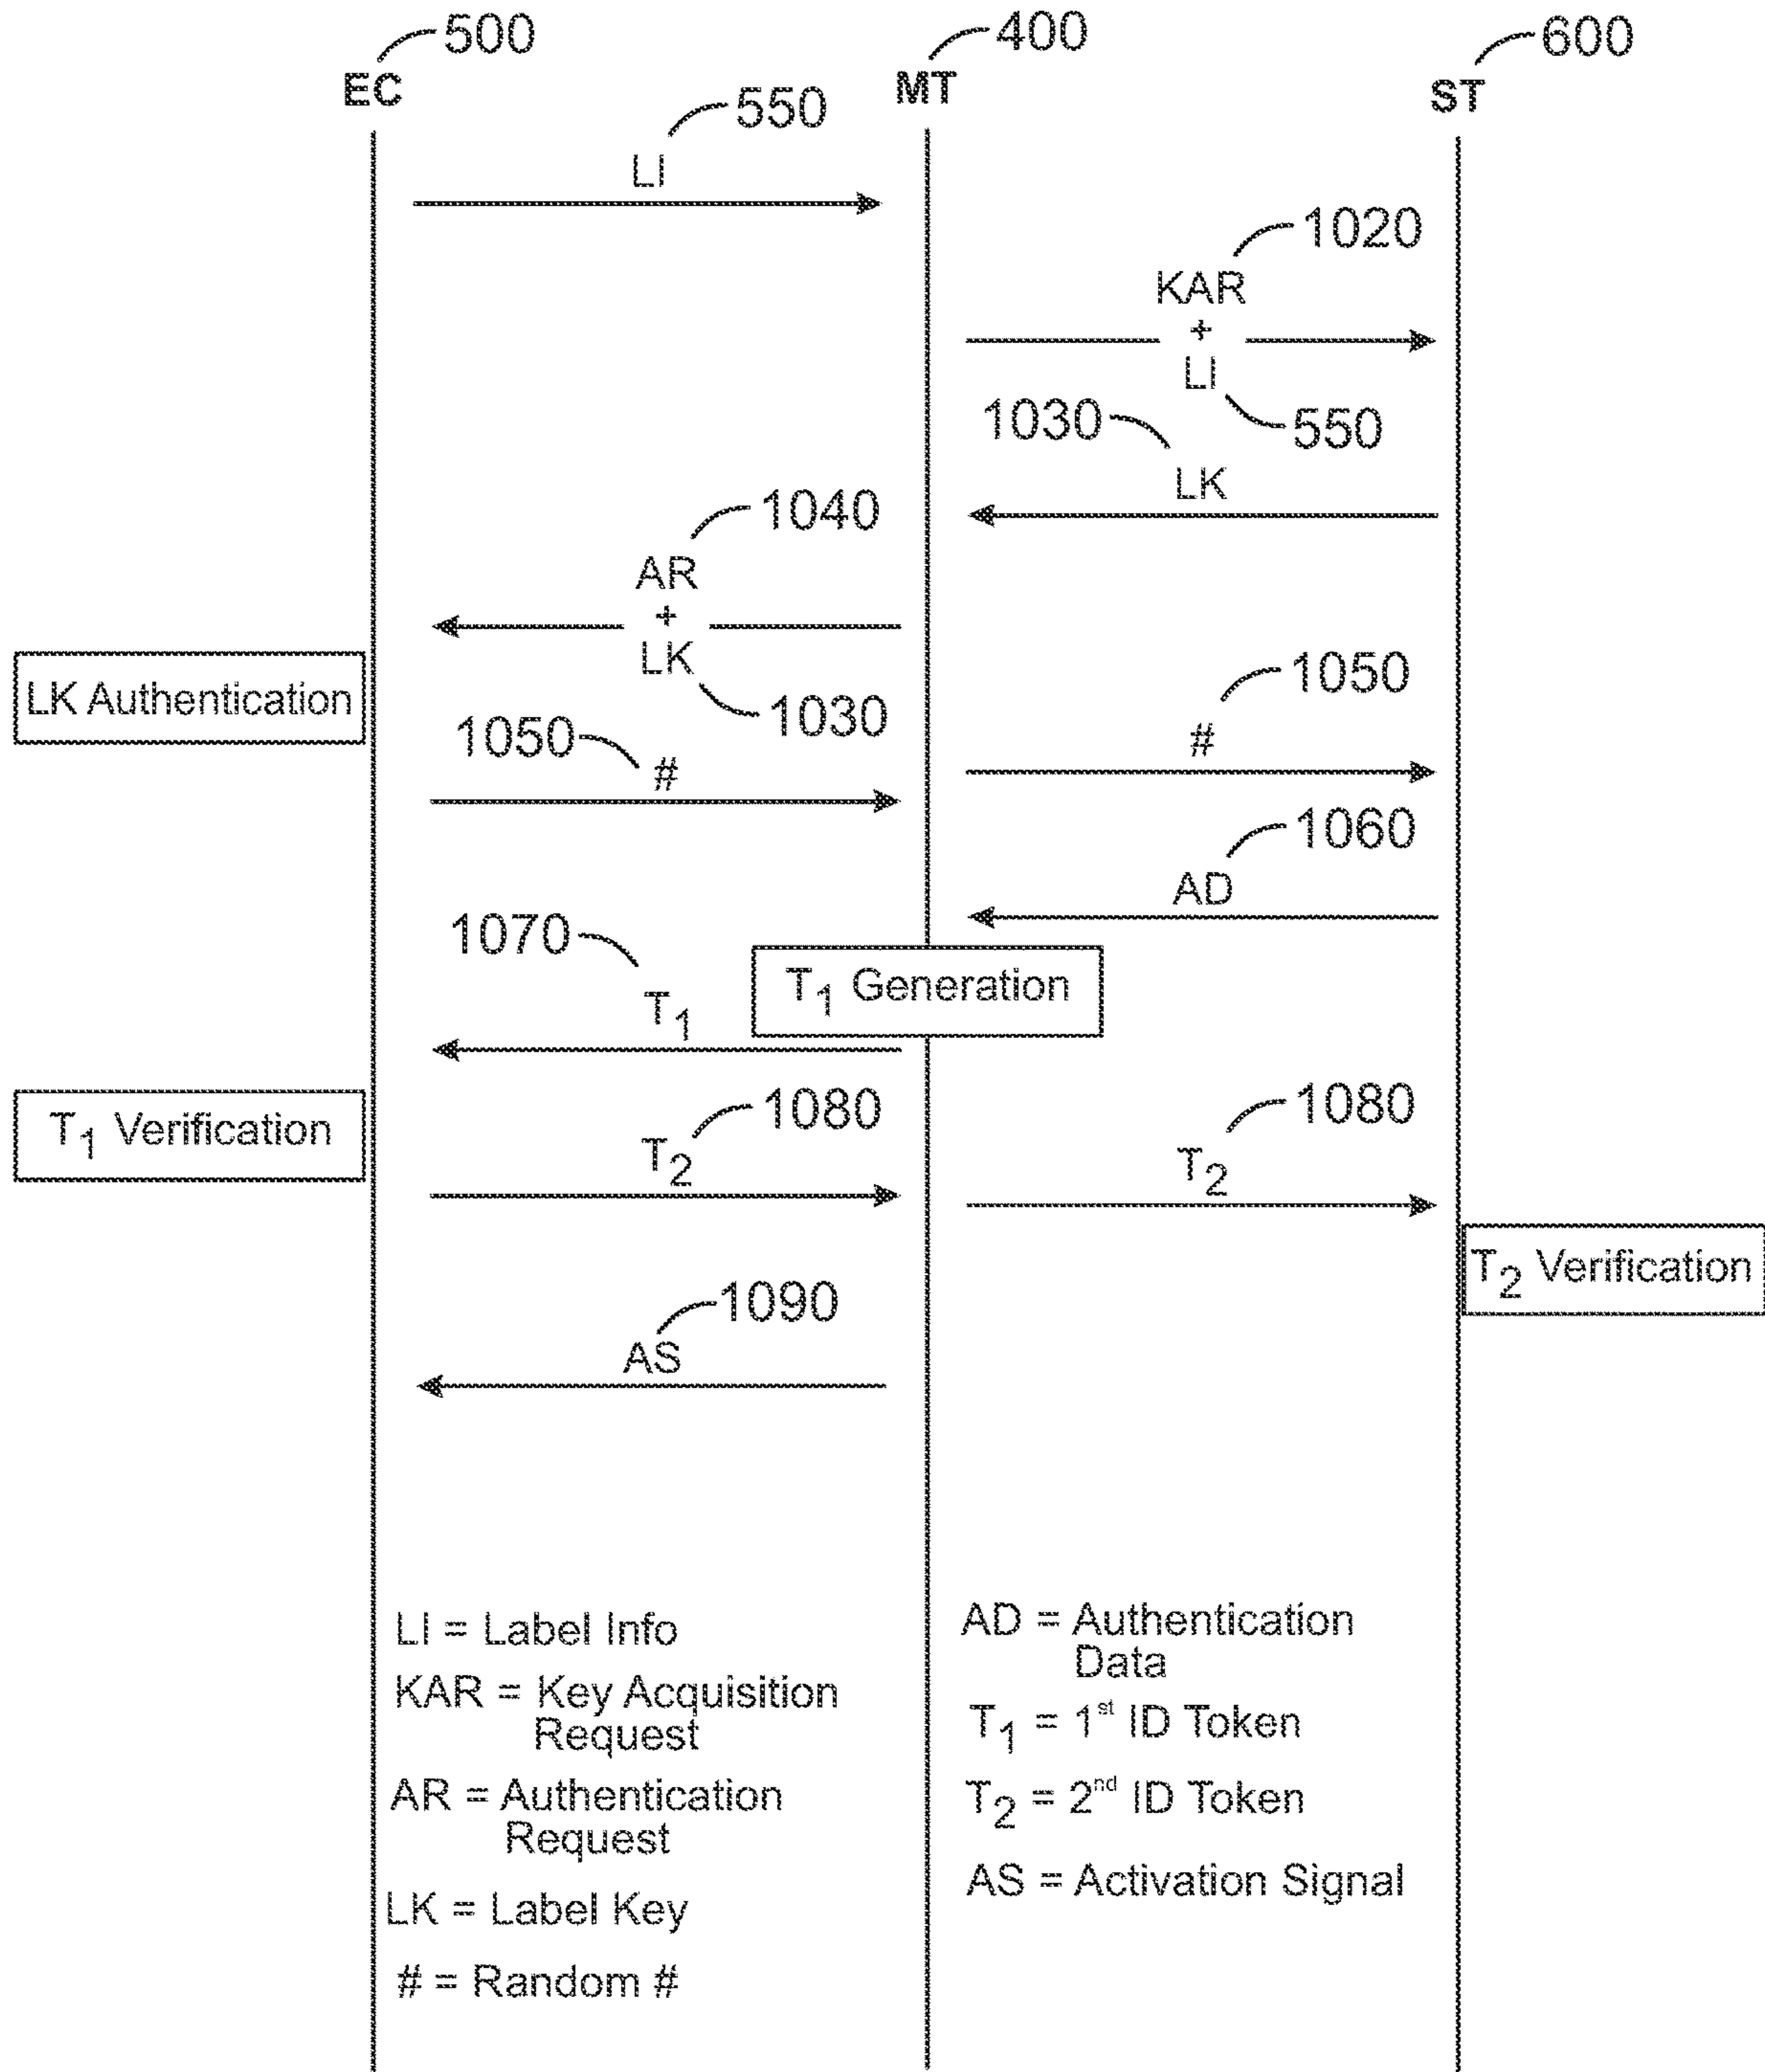 500
400
600
EC
MT
ST
550
LI
1020
KAR
+
LI
550
1030
LK
1040
AR
+
LK
1030
LK Authentication
1050
#
1050
#
1060
AD
1070
T₁
T₁ Generation
T₁ Verification
1080
T₂
1080
T₂
T₂ Verification
1090
AS
LI = Label Info
KAR = Key Acquisition
Request
AR = Authentication
Request
LK = Label Key
# = Random #
AD = Authentication
Data
T₁ = 1st ID Token
T₂ = 2nd ID Token
AS = Activation Signal